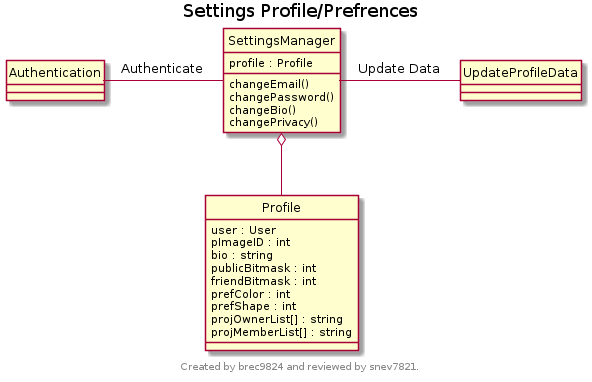 Settings Profile/Prefrences
SettingsManager
profile : Profile
changeEmail()
changePassword()
changeBio()
changePrivacy()
Authentication
Authenticate
Update Data
UpdateProfileData
Profile
user : User
pImageID : int
bio : string
publicBitmask : int
friendBitmask : int
prefColor : int
prefShape : int
projOwnerList[] : string
projMemberList[] : string
Created by brec9824 and reviewed by snev7821.